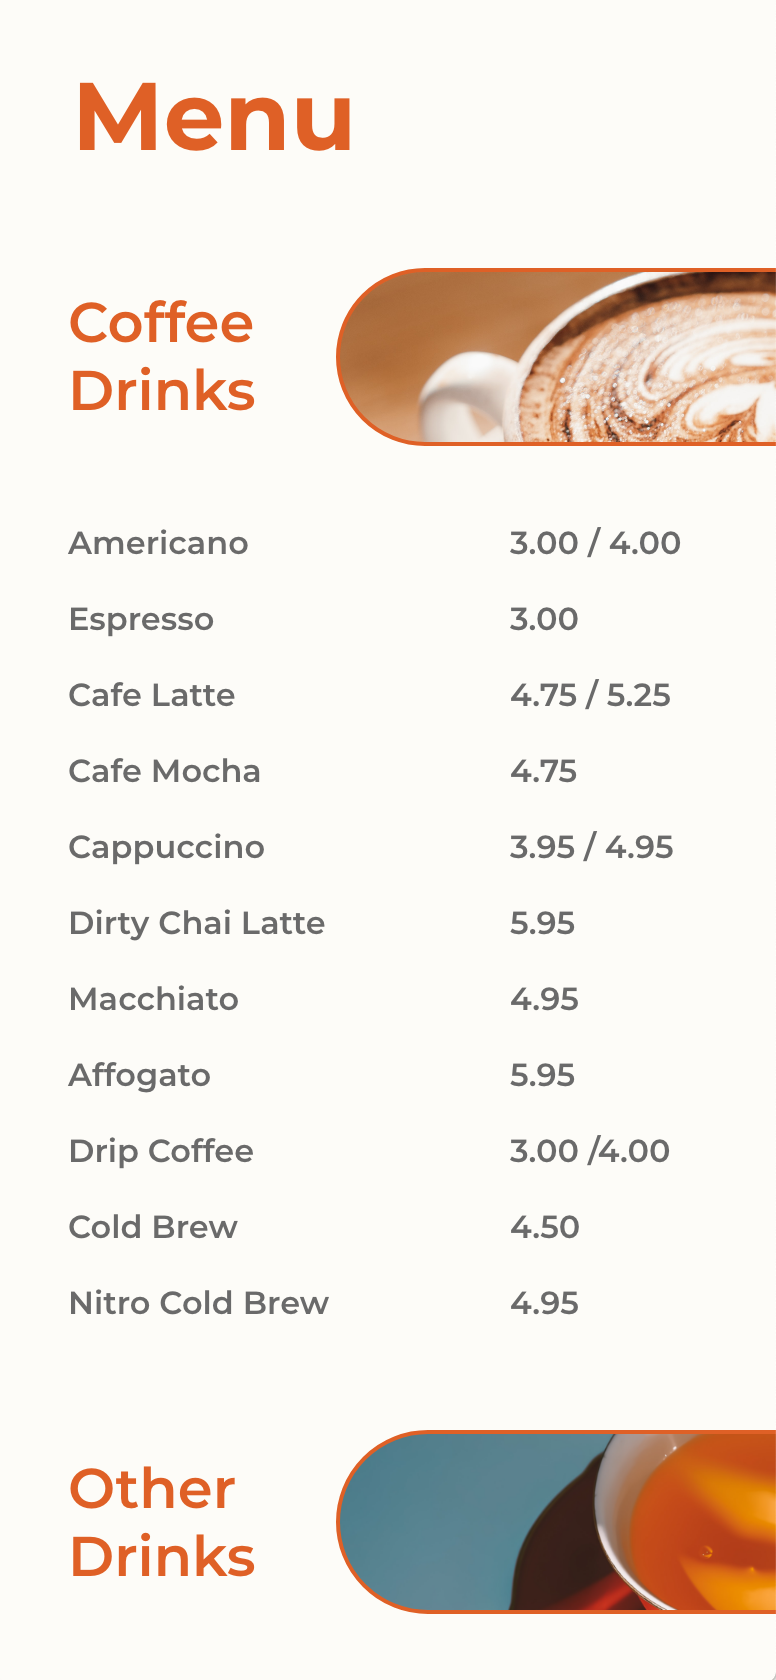 Menu
Coffee
Drinks
Americano 3.00 / 4.00
Espresso 3.00
Cafe Latte 4.75 / 5.25
Cafe Mocha 4.75
Cappuccino 3.95 / 4.95
Dirty Chai Latte 5.95
Macchiato 4.95
Affogato 5.95
Drip Coffee 3.00 /4.00
Cold Brew 4.50
Nitro Cold Brew 4.95
Other
Drinks